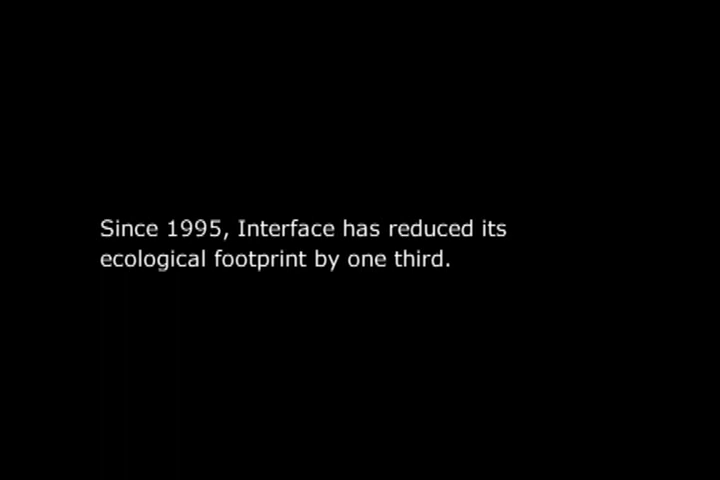 Since 1995, Interface has reduced its
ecological footprint by one third.